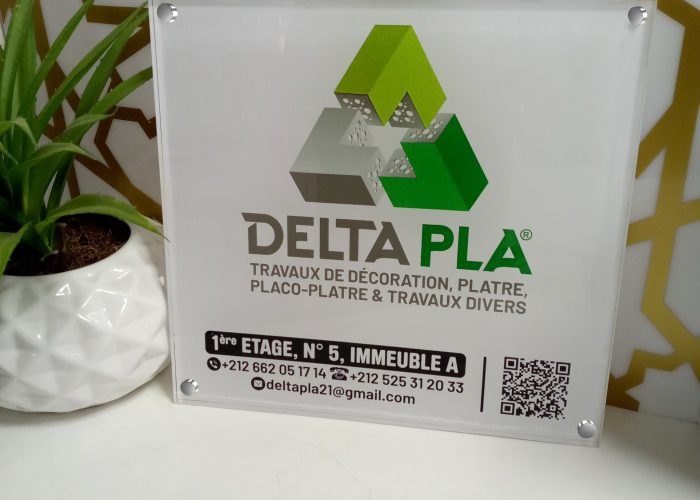 DELTA PLA®
TRAVAUX DE DÉCORATION, PLATRE,
PLACO-PLATRE & TRAVAUX DIVERS
1ère ETAGE, N° 5, IMMEUBLE A
+212 662 05 17 14 +212 525 31 20 33
deltapla21@gmail.com